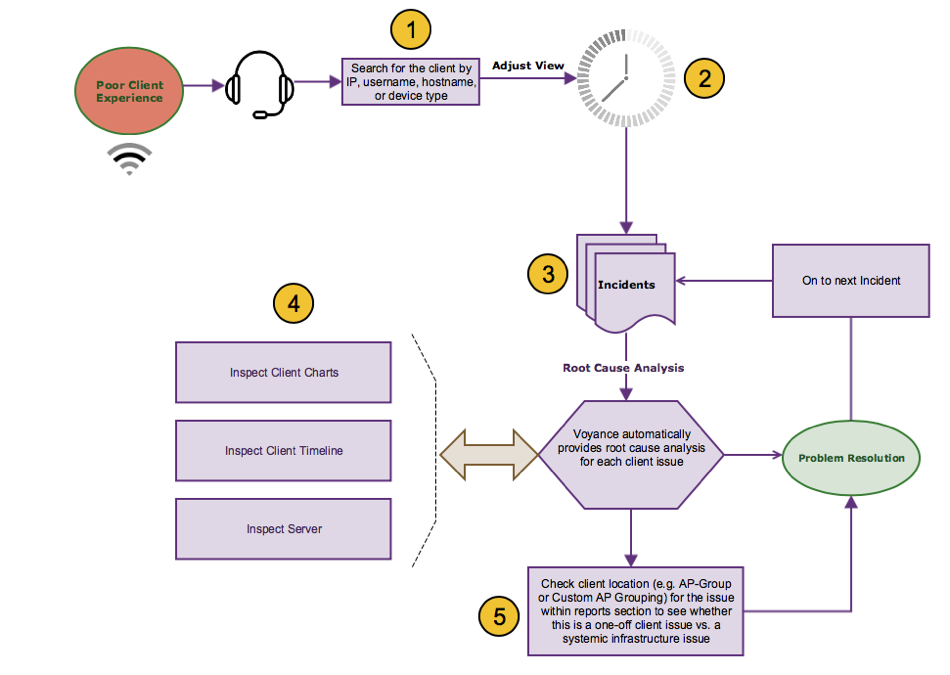 1
Poor Client
Experience
Search for the client by
IP, username, hostname,
or device type
Adjust View
2
3
Incidents
On to next Incident
4
Root Cause Analysis
Inspect Client Charts
Inspect Client Timeline
Inspect Server
Voyance automatically
provides root cause analysis
for each client issue
Problem Resolution
5
Check client location (e.g. AP-Group
or Custom AP Grouping) for the issue
within reports section to see whether
this is a one-off client issue vs. a
systemic infrastructure issue